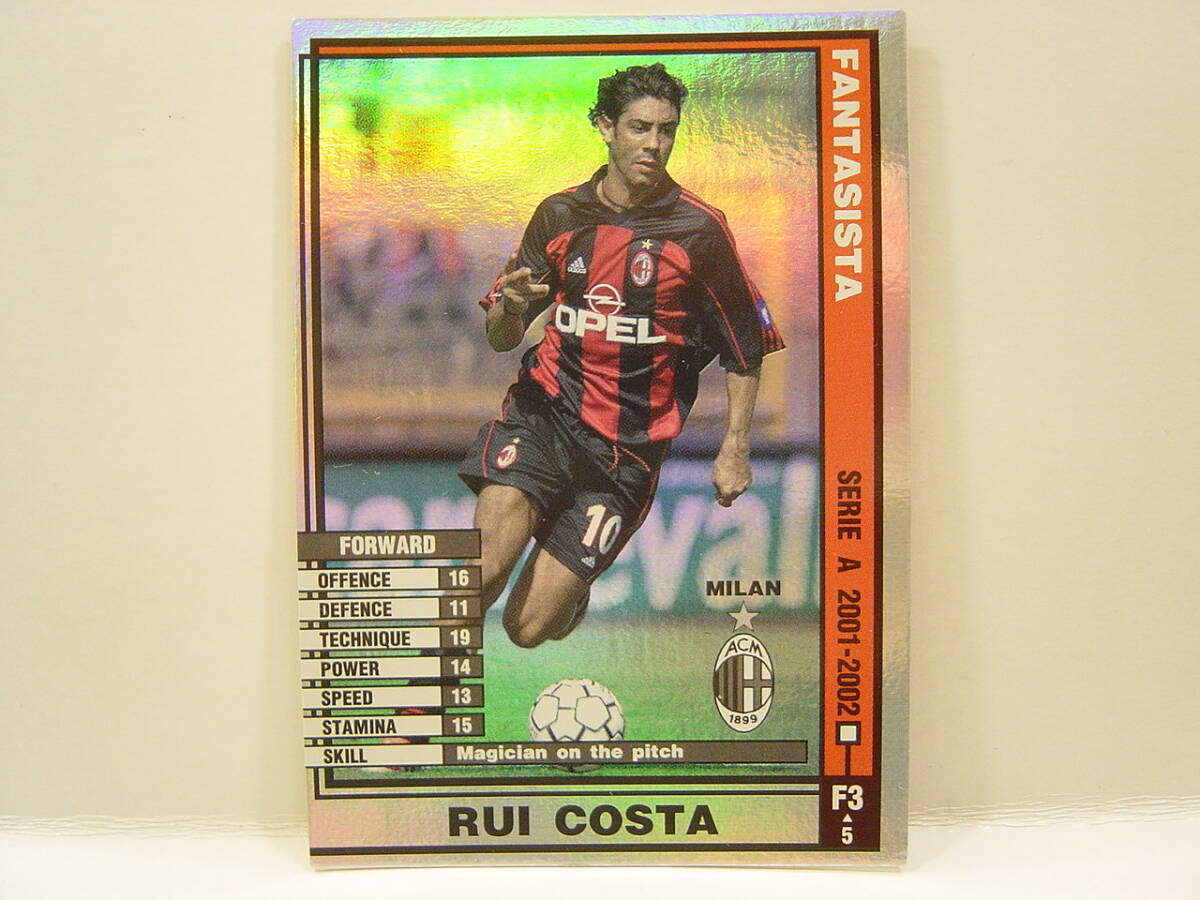 FANTASISTA
SERIE A 2001-2002
adidas
OPEL
10
FORWARD
OFFENCE 16
DEFENCE 11
TECHNIQUE 19
POWER 14
SPEED 13
STAMINA 15
SKILL Magician on the pitch
MILAN
ACM
1899
RUI COSTA
F3
▲
5